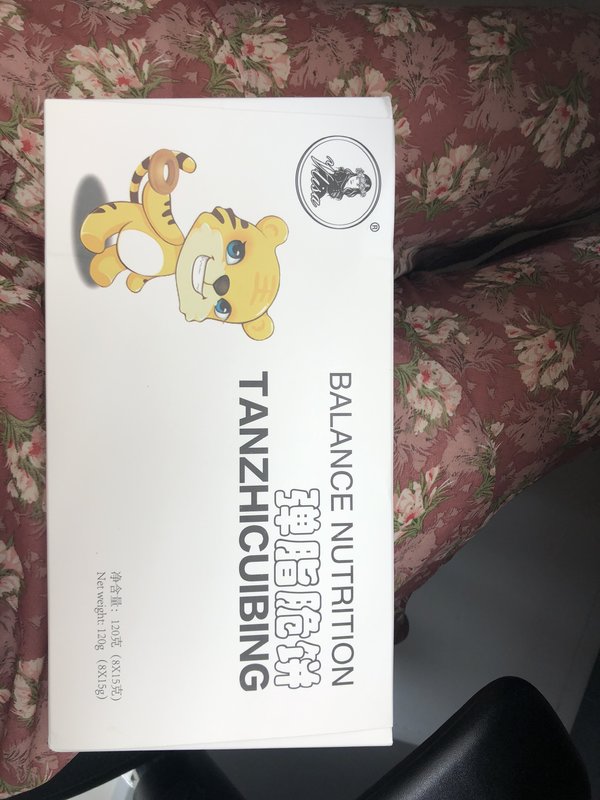 ®
王
BALANCE NUTRITION
弹脂脆饼
TANZHICUIBING
净含量：120克（8X15克）
Net weight: 120g（8X15g）